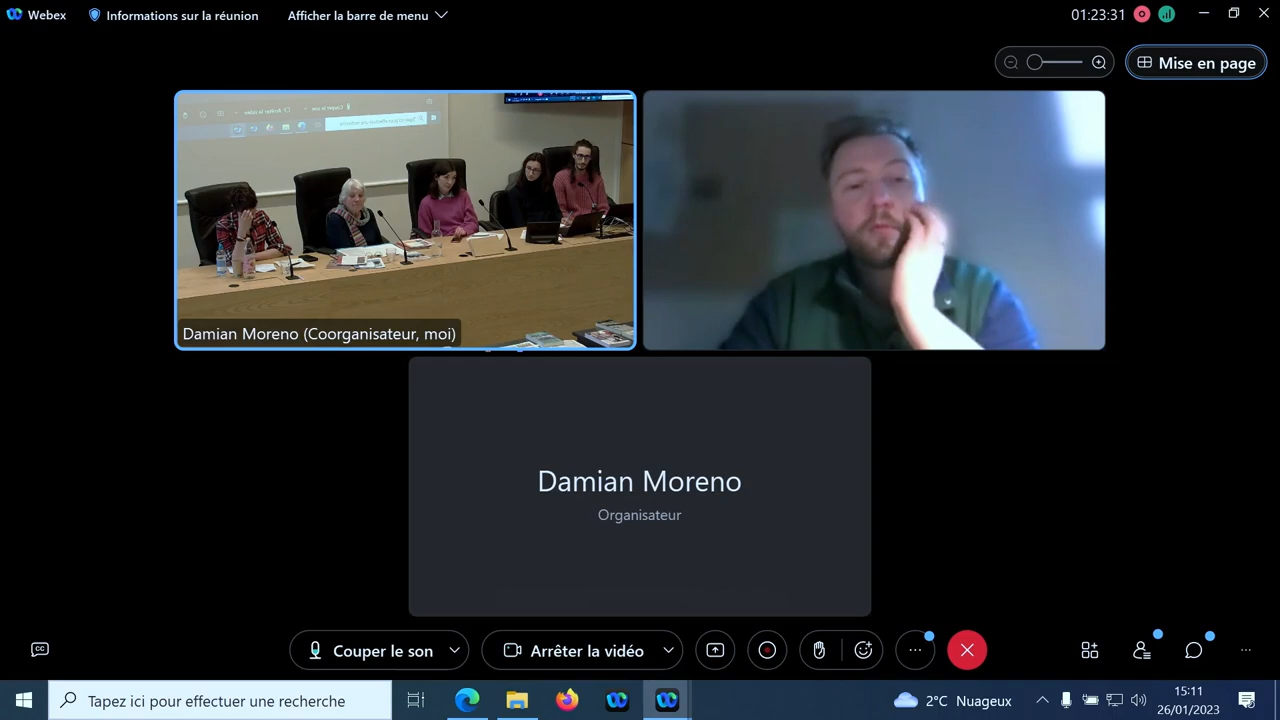 Webex
Informations sur la réunion
Afficher la barre de menu
01:23:31
Mise en page
Damian Moreno (Coorganisateur, moi)
Damian Moreno
Organisateur
CC
Couper le son
Arrêter la vidéo
Tapez ici pour effectuer une recherche
2°C Nuageux
15:11
26/01/2023